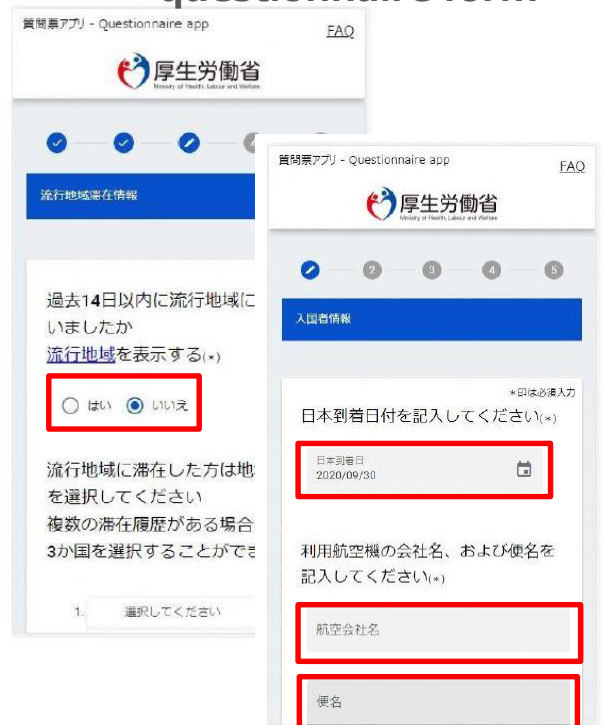 質問票アプリ - Questionnaire app
FAQ
厚生労働省
Ministry of Health, Labour and Welfare
流行地域滞在情報
過去14日以内に流行地域に
いましたか
流行地域を表示する(*)
はい
いいえ
流行地域に滞在した方は地
を選択してください
複数の滞在履歴がある場合
3か国を選択することができ
1. 選択してください
質問票アプリ - Questionnaire app
FAQ
厚生労働省
Ministry of Health, Labour and Welfare
2 3 4 5
入国者情報
*印は必須入力
日本到着日付を記入してください(*)
日本到着日
2020/09/30
利用航空機の会社名、および便名を
記入してください(*)
航空会社名
便名